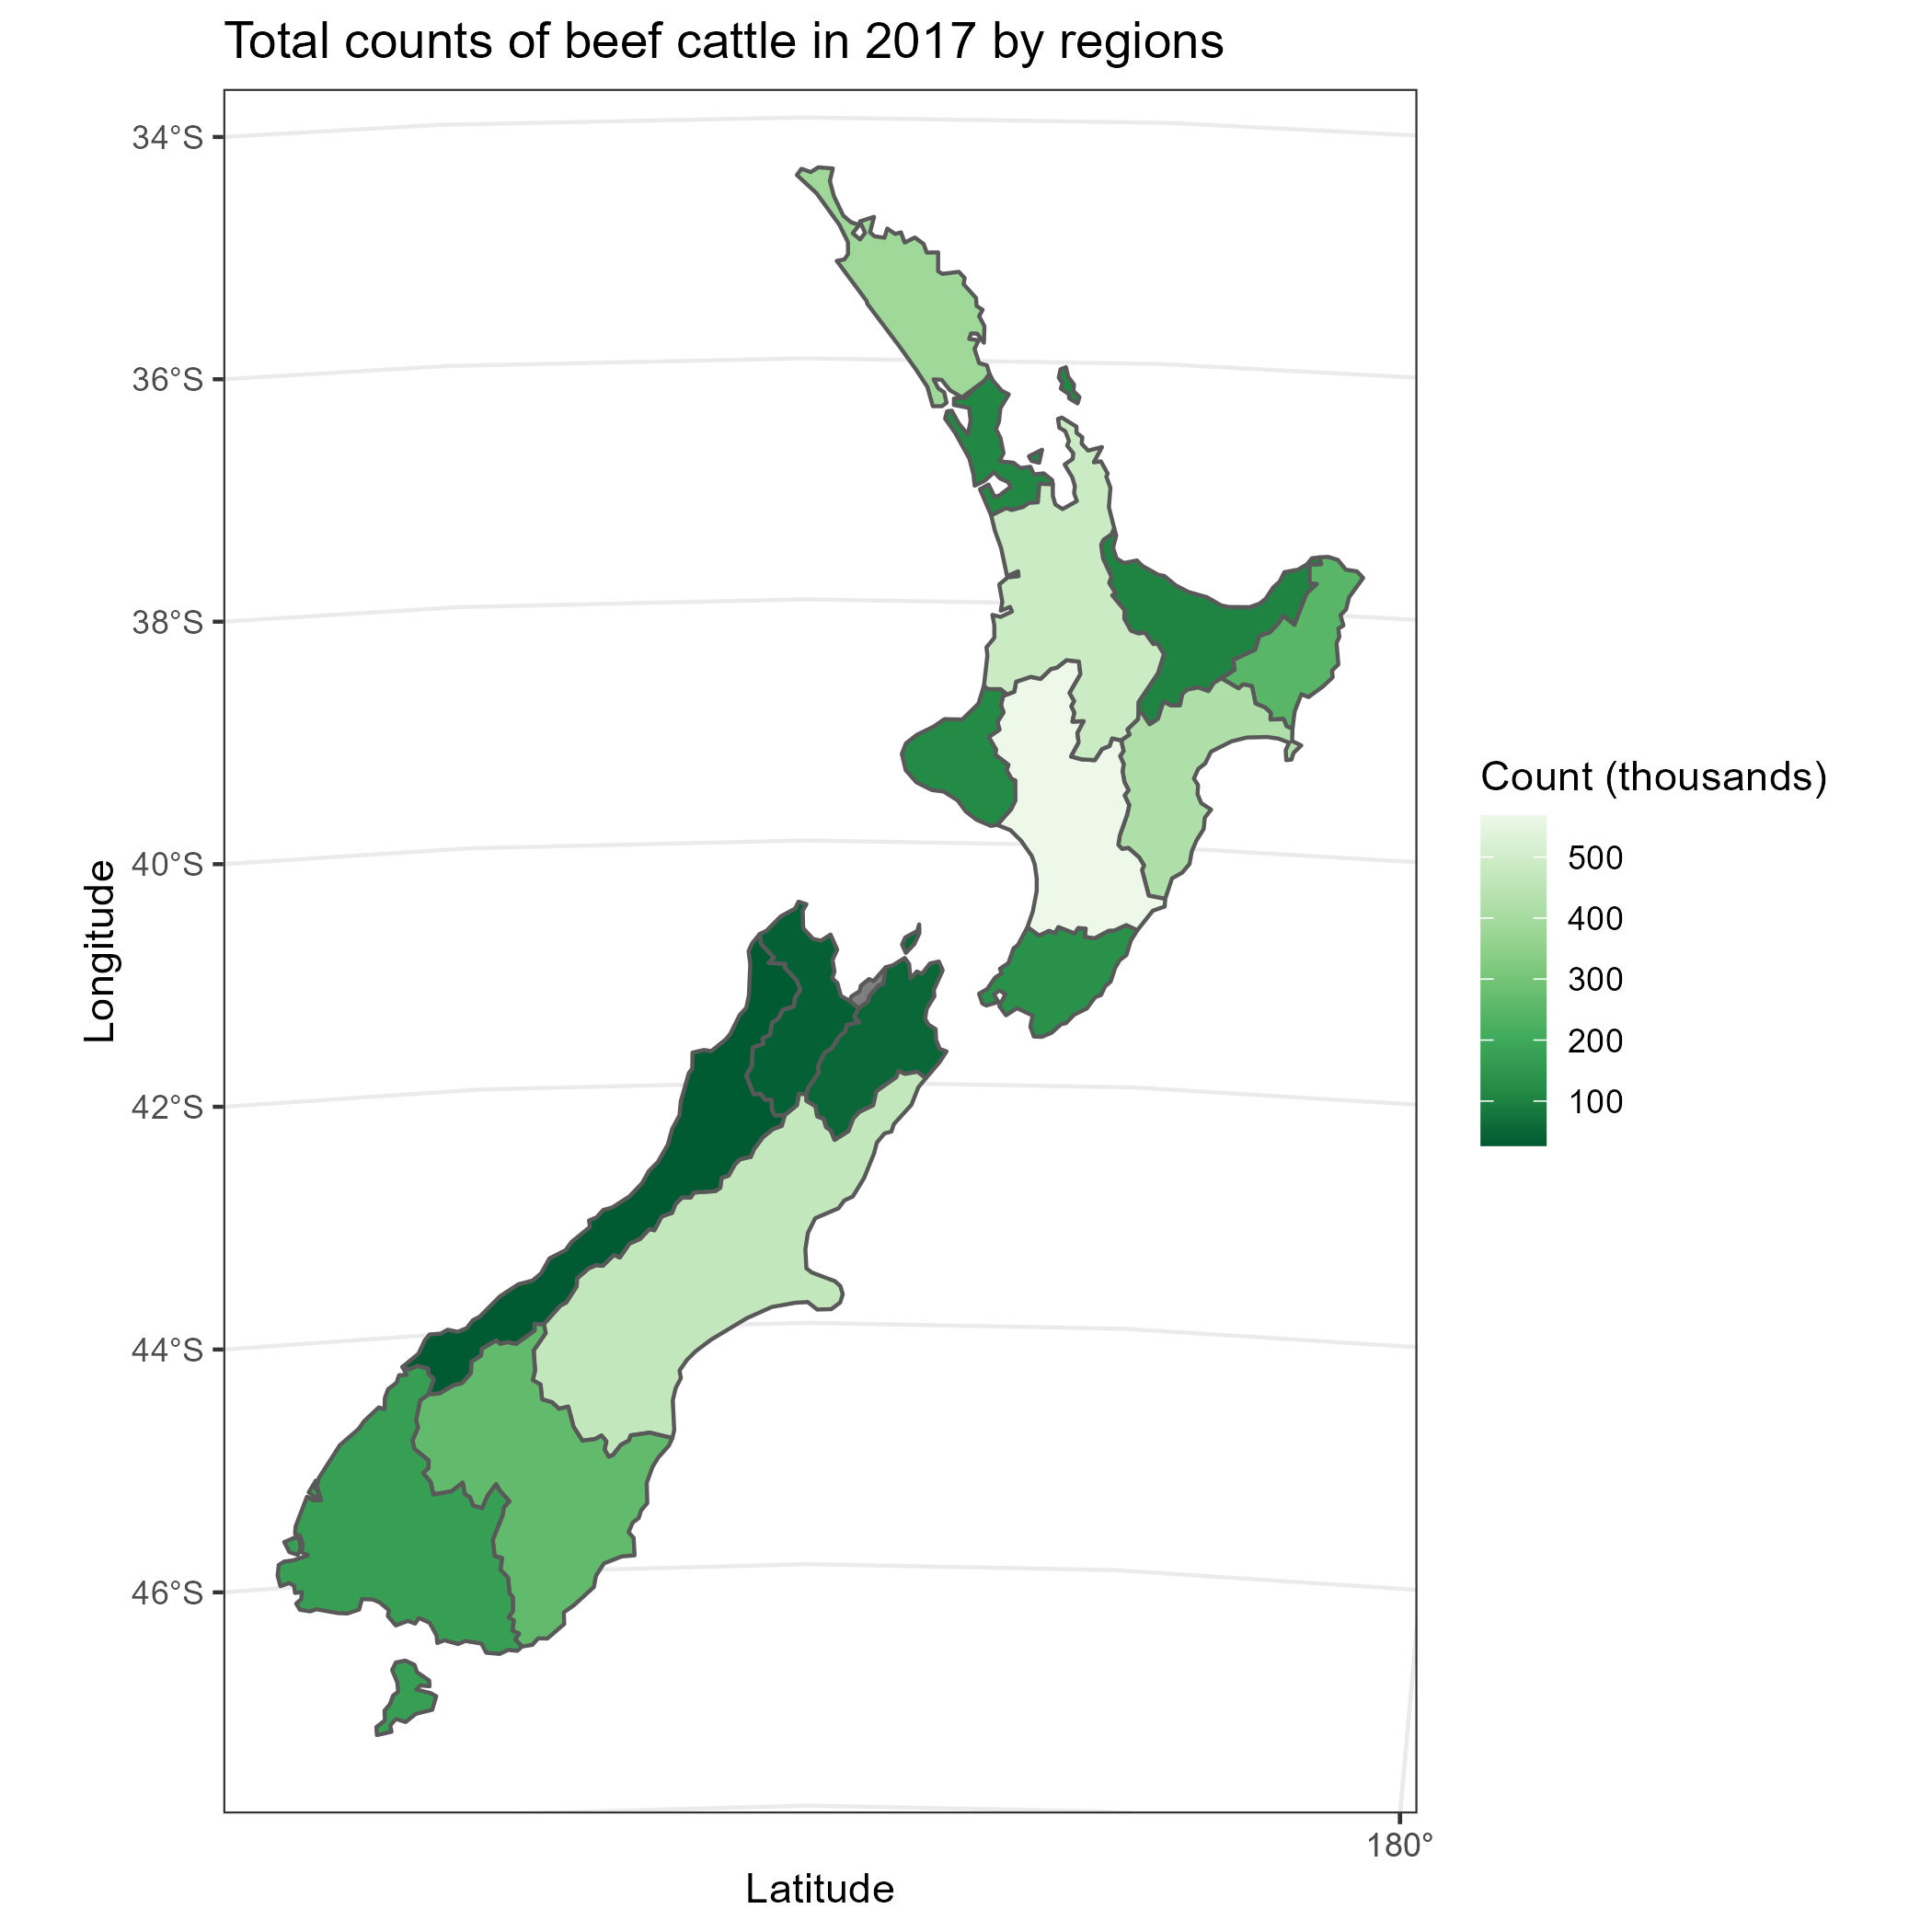 Total counts of beef cattle in 2017 by regions
34°S
36°S
38°S
40°S
42°S
44°S
46°S
Longitude
180°
Latitude
Count (thousands)
500
400
300
200
100